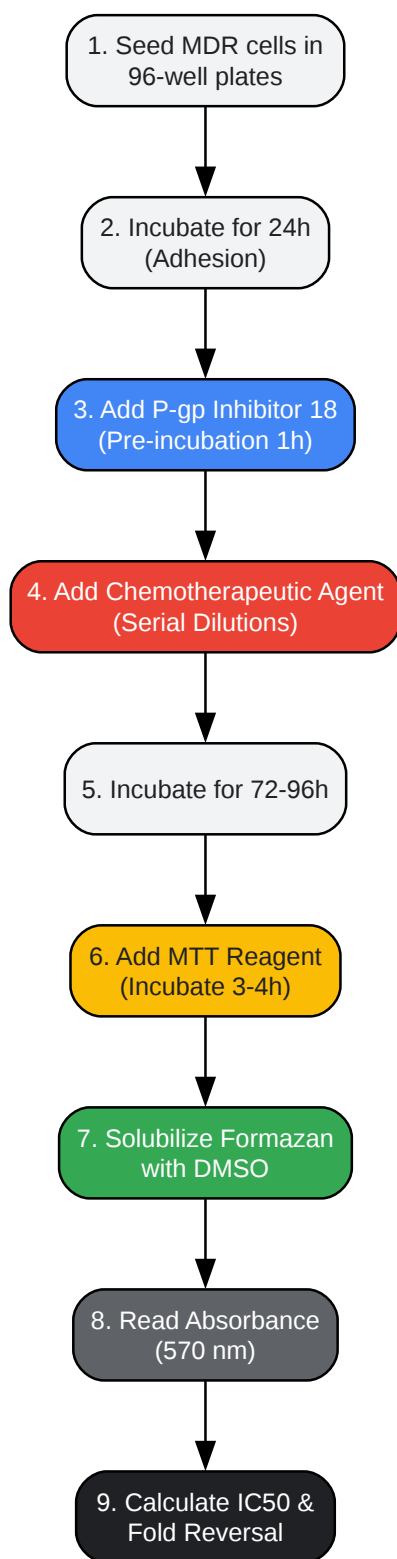 1. Seed MDR cells in
96-well plates
2. Incubate for 24h
(Adhesion)
3. Add P-gp Inhibitor 18
(Pre-incubation 1h)
4. Add Chemotherapeutic Agent
(Serial Dilutions)
5. Incubate for 72-96h
6. Add MTT Reagent
(Incubate 3-4h)
7. Solubilize Formazan
with DMSO
8. Read Absorbance
(570 nm)
9. Calculate IC50 &
Fold Reversal